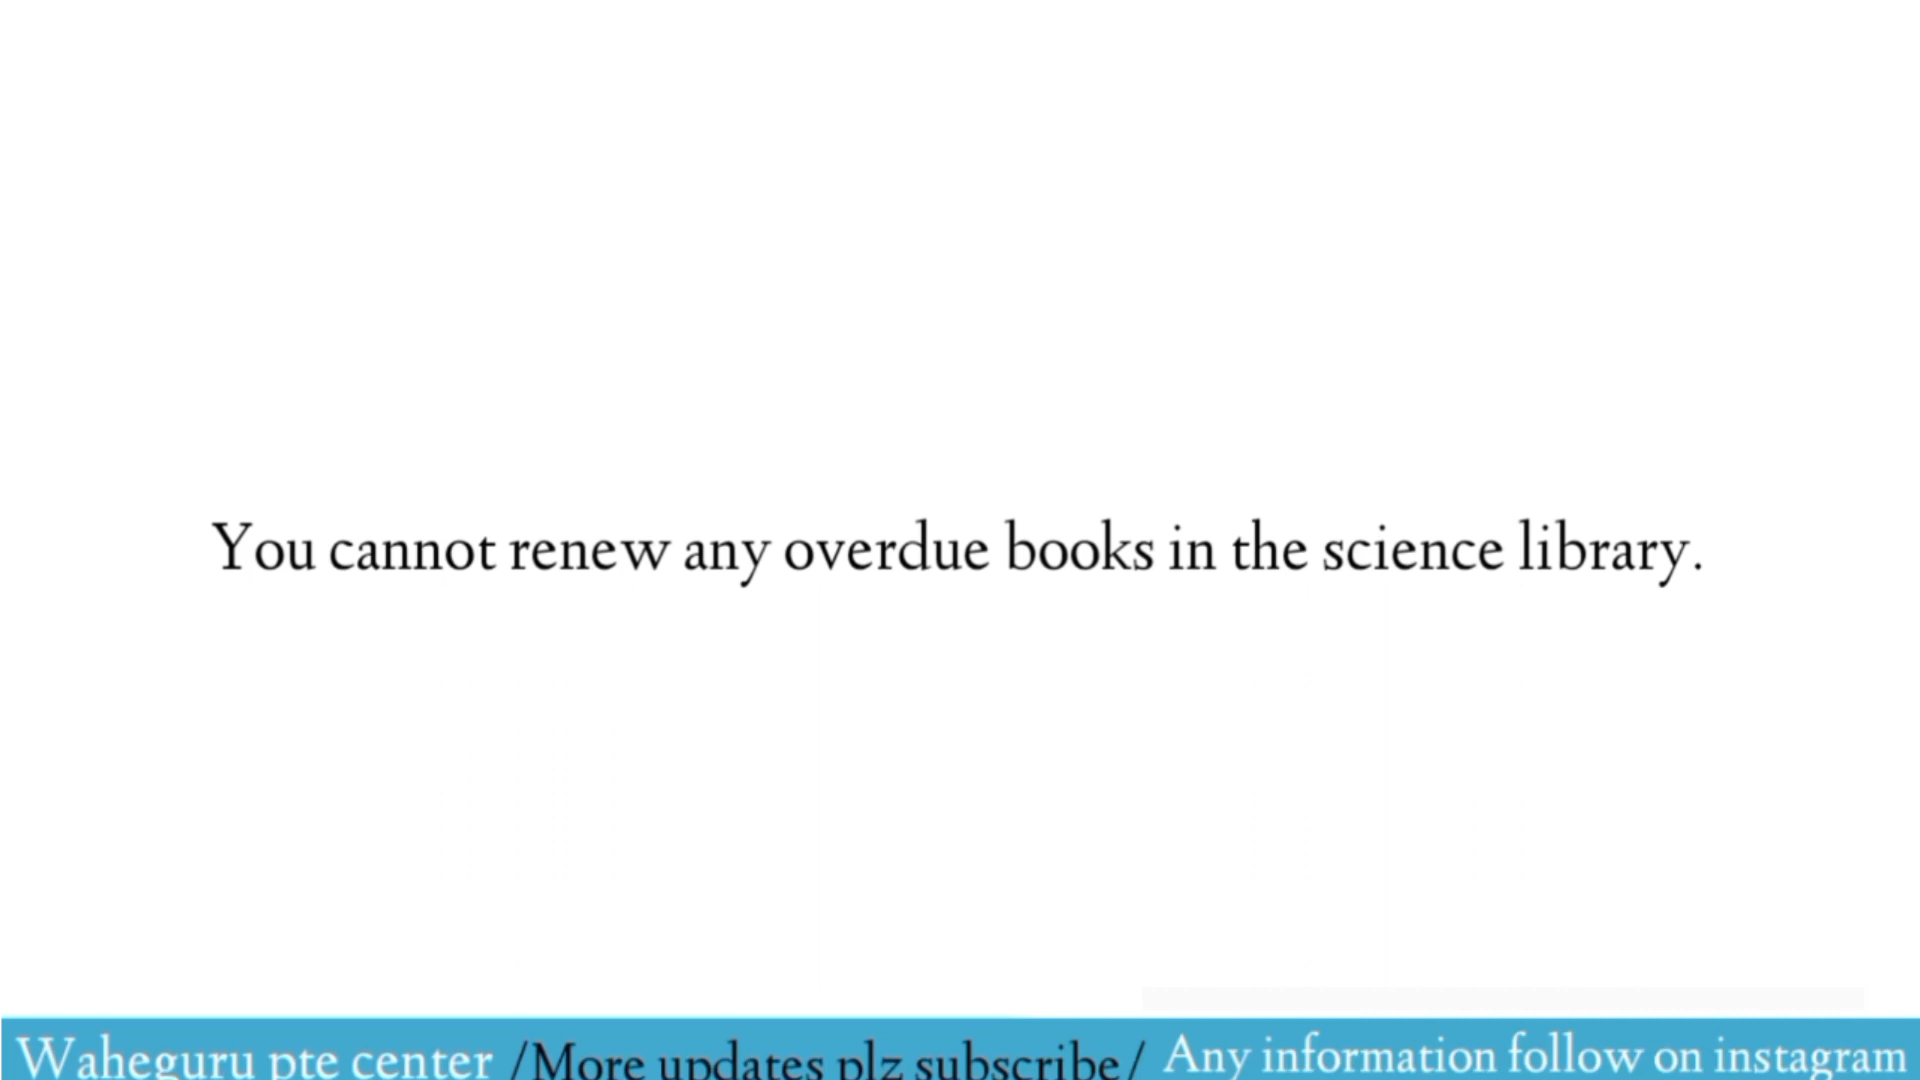 You cannot renew any overdue books in the science library.
Waheguru pte center /More updates plz subscribe/ Any information follow on instagram